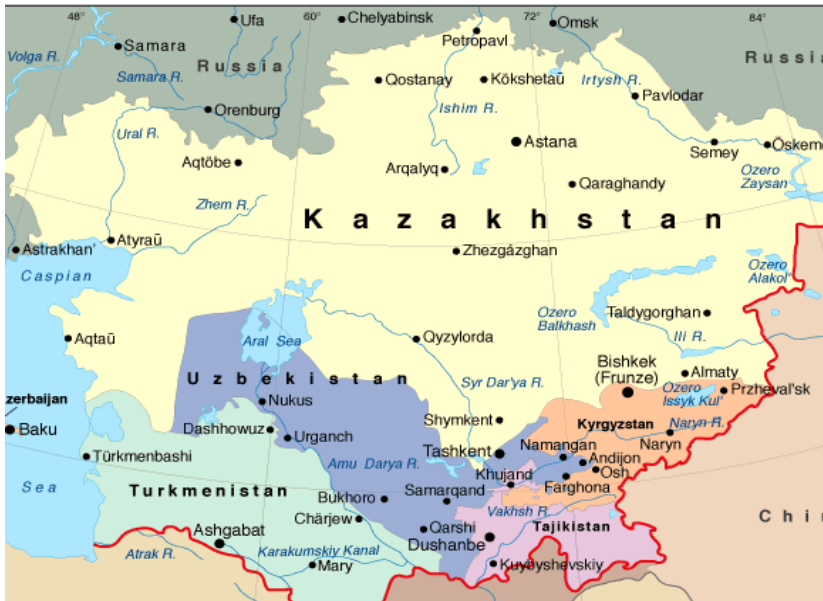 48°
60°
72°
84°
Ufa
Chelyabinsk
Omsk
Samara
Petropavl
Volga R.
Samara R.
Russia
Russia
Qostanay
Kökshetaū
Irtysh R.
Pavlodar
Orenburg
Ishim R.
Ural R.
Astana
Semey
Öskeme
Aqtöbe
Arqalyq
Qaraghandy
Ozero
Zaysan
Zhem R.
Kazakhstan
Astrakhan'
Atyraū
Zhezgázghan
Caspian
Ozero
Alakol'
Ozero
Balkhash
Taldygorghan
Aqtaū
Aral Sea
Qyzylorda
Ili R.
Bishkek
(Frunze)
Almaty
Uzbekistan
Syr Dar'ya R.
Ozero
Issyk Kul'
Przheval'sk
zerbaijan
Nukus
Shymkent
Kyrgyzstan
Naryn R.
Baku
Dashhowuz
Urganch
Tashkent
Namangan
Naryn
Türkmenbashi
Amu Darya R.
Andijon
Khujand
Osh
Sea
Turkmenistan
Bukhoro
Samarqand
Farghona
Vakhsh R.
Chärjew
Qarshi
Tajikistan
Chin
Ashgabat
Dushanbe
Atrak R.
Karakumskiy Kanal
Mary
Kuybyshevskiy